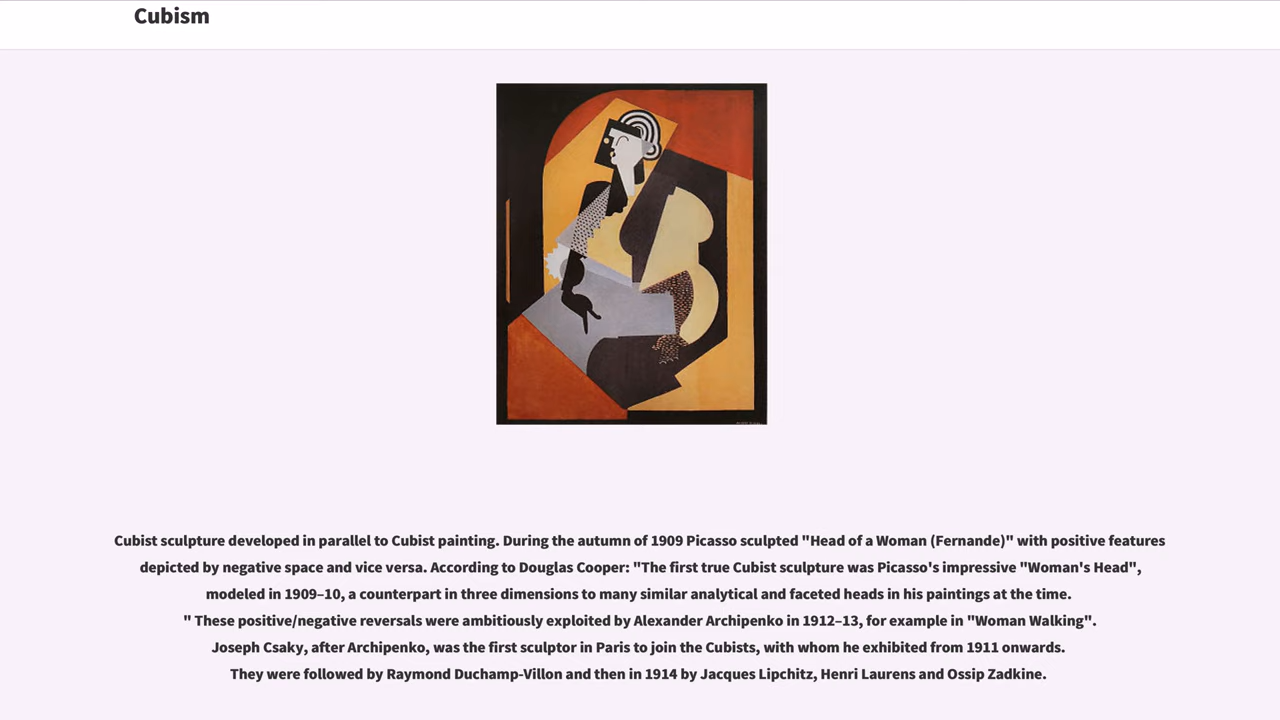 Cubism
Cubist sculpture developed in parallel to Cubist painting. During the autumn of 1909 Picasso sculpted "Head of a Woman (Fernande)" with positive features
depicted by negative space and vice versa. According to Douglas Cooper: "The first true Cubist sculpture was Picasso's impressive "Woman's Head",
modeled in 1909–10, a counterpart in three dimensions to many similar analytical and faceted heads in his paintings at the time.
" These positive/negative reversals were ambitiously exploited by Alexander Archipenko in 1912–13, for example in "Woman Walking".
Joseph Csaky, after Archipenko, was the first sculptor in Paris to join the Cubists, with whom he exhibited from 1911 onwards.
They were followed by Raymond Duchamp-Villon and then in 1914 by Jacques Lipchitz, Henri Laurens and Ossip Zadkine.